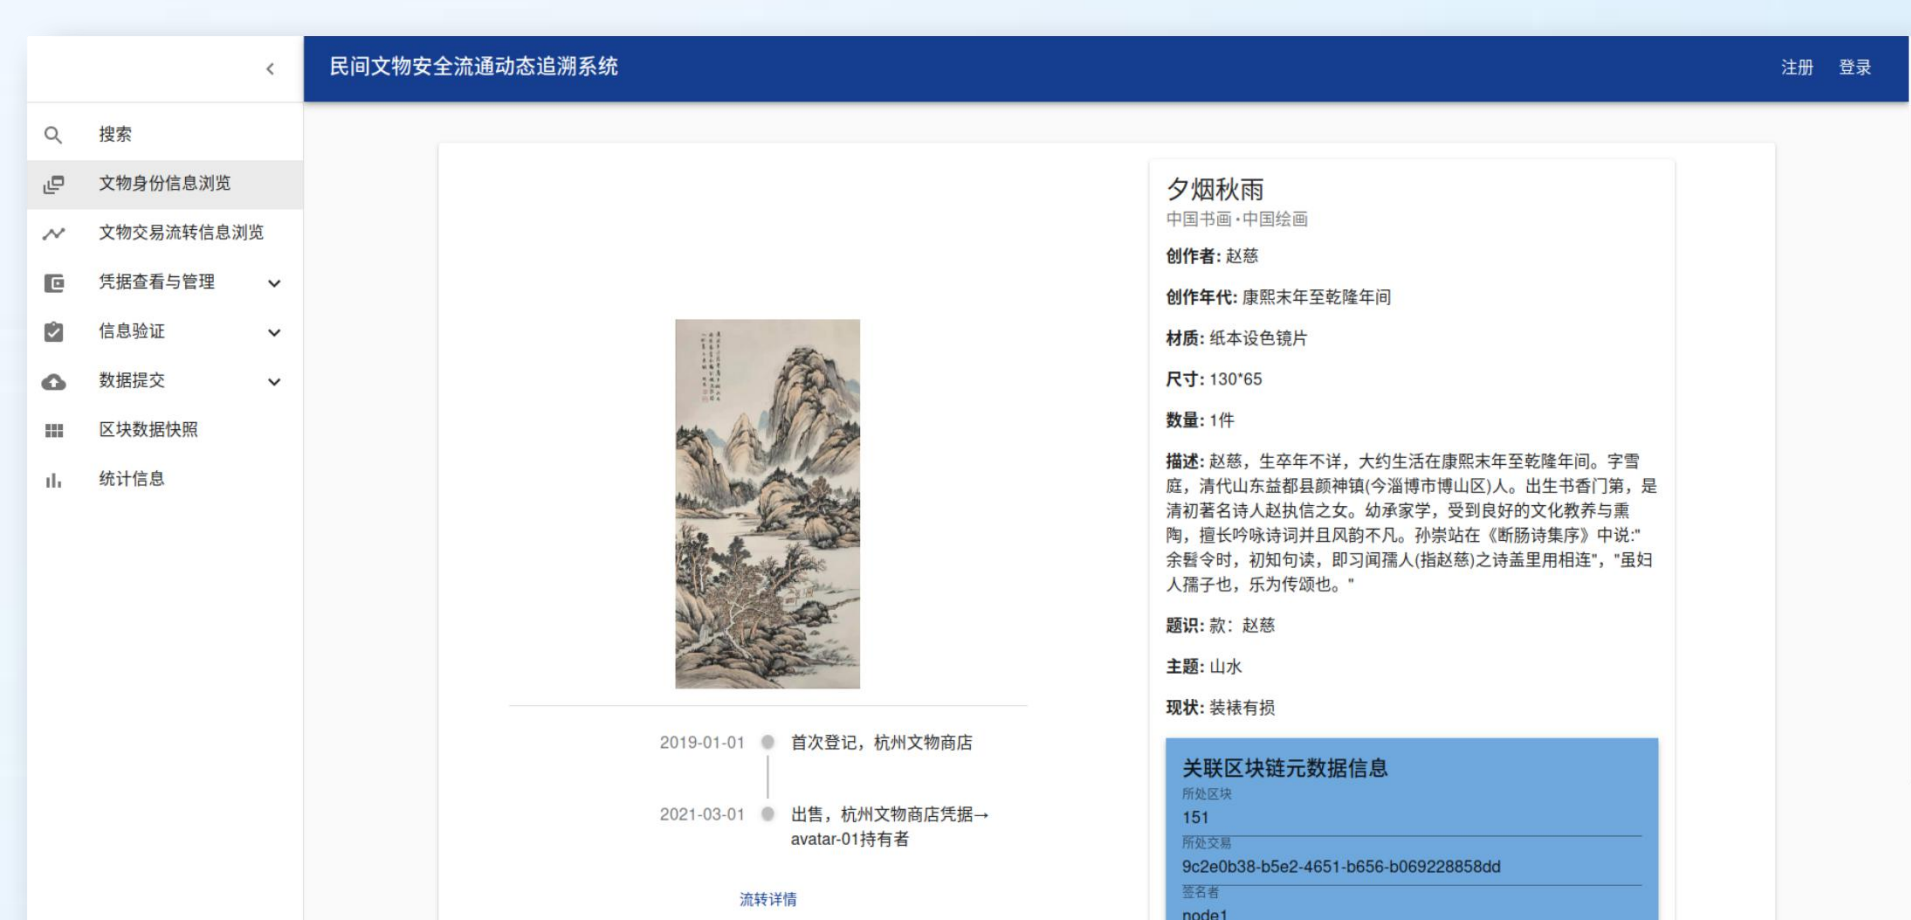 民间文物安全流通动态追溯系统
注册 登录
搜索
文物身份信息浏览
文物交易流转信息浏览
凭据查看与管理
信息验证
数据提交
区块数据快照
统计信息
2019-01-01 首次登记，杭州文物商店
2021-03-01 出售，杭州文物商店凭据→
avatar-01持有者
流转详情
夕烟秋雨
中国书画·中国绘画
创作者: 赵慈
创作年代: 康熙末年至乾隆年间
材质: 纸本设色镜片
尺寸: 130*65
数量: 1件
描述: 赵慈，生卒年不详，大约生活在康熙末年至乾隆年间。字雪
庭，清代山东益都县颜神镇(今淄博市博山区)人。出生书香门第，是
清初著名诗人赵执信之女。幼承家学，受到良好的文化教养与熏
陶，擅长吟咏诗词并且风韵不凡。孙崇站在《断肠诗集序》中说:"
余髫令时，初知句读，即习闻孺人(指赵慈)之诗盖里用相连"，"虽妇
人孺子也，乐为传颂也。"
题识: 款：赵慈
主题: 山水
现状: 装裱有损
关联区块链元数据信息
所处区块
151
所处交易
9c2e0b38-b5e2-4651-b656-b069228858dd
签名者
node1